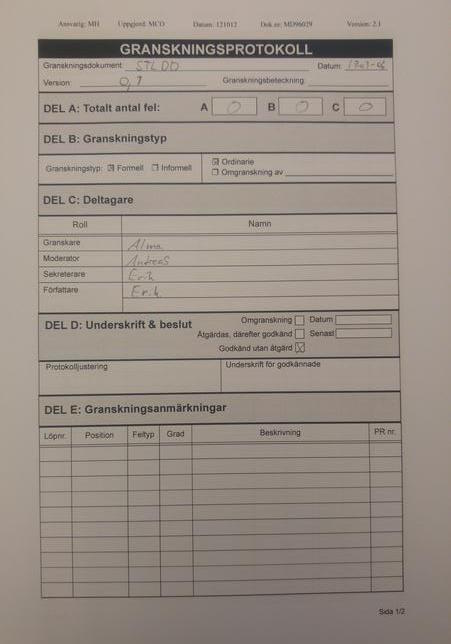 Ansvarig: MH Uppgjord: MCO Datum: 121012 Dok.nr: MD96029 Version: 2.1
GRANSKNINGSPROTOKOLL
Granskningsdokument: STLDD Datum:
Version: 0,7 Granskningsbeteckning:
DEL A: Totalt antal fel: A 0 B 0 C 0
DEL B: Granskningstyp
Granskningstyp: ☒ Formell ☐ Informell
☒ Ordinarie
☐ Omgranskning av
DEL C: Deltagare
Roll Namn
Granskare Alma
Moderator Andreas
Sekreterare Erik
Författare Erik
DEL D: Underskrift & beslut
Omgranskning ☐ Datum
Åtgärdas, därefter godkänd ☐ Senast
Godkänd utan åtgärd ☒
Protokolljustering Underskrift för godkännade
DEL E: Granskningsanmärkningar
Löpnr. Position Feltyp Grad Beskrivning PR nr.
Sida 1/2